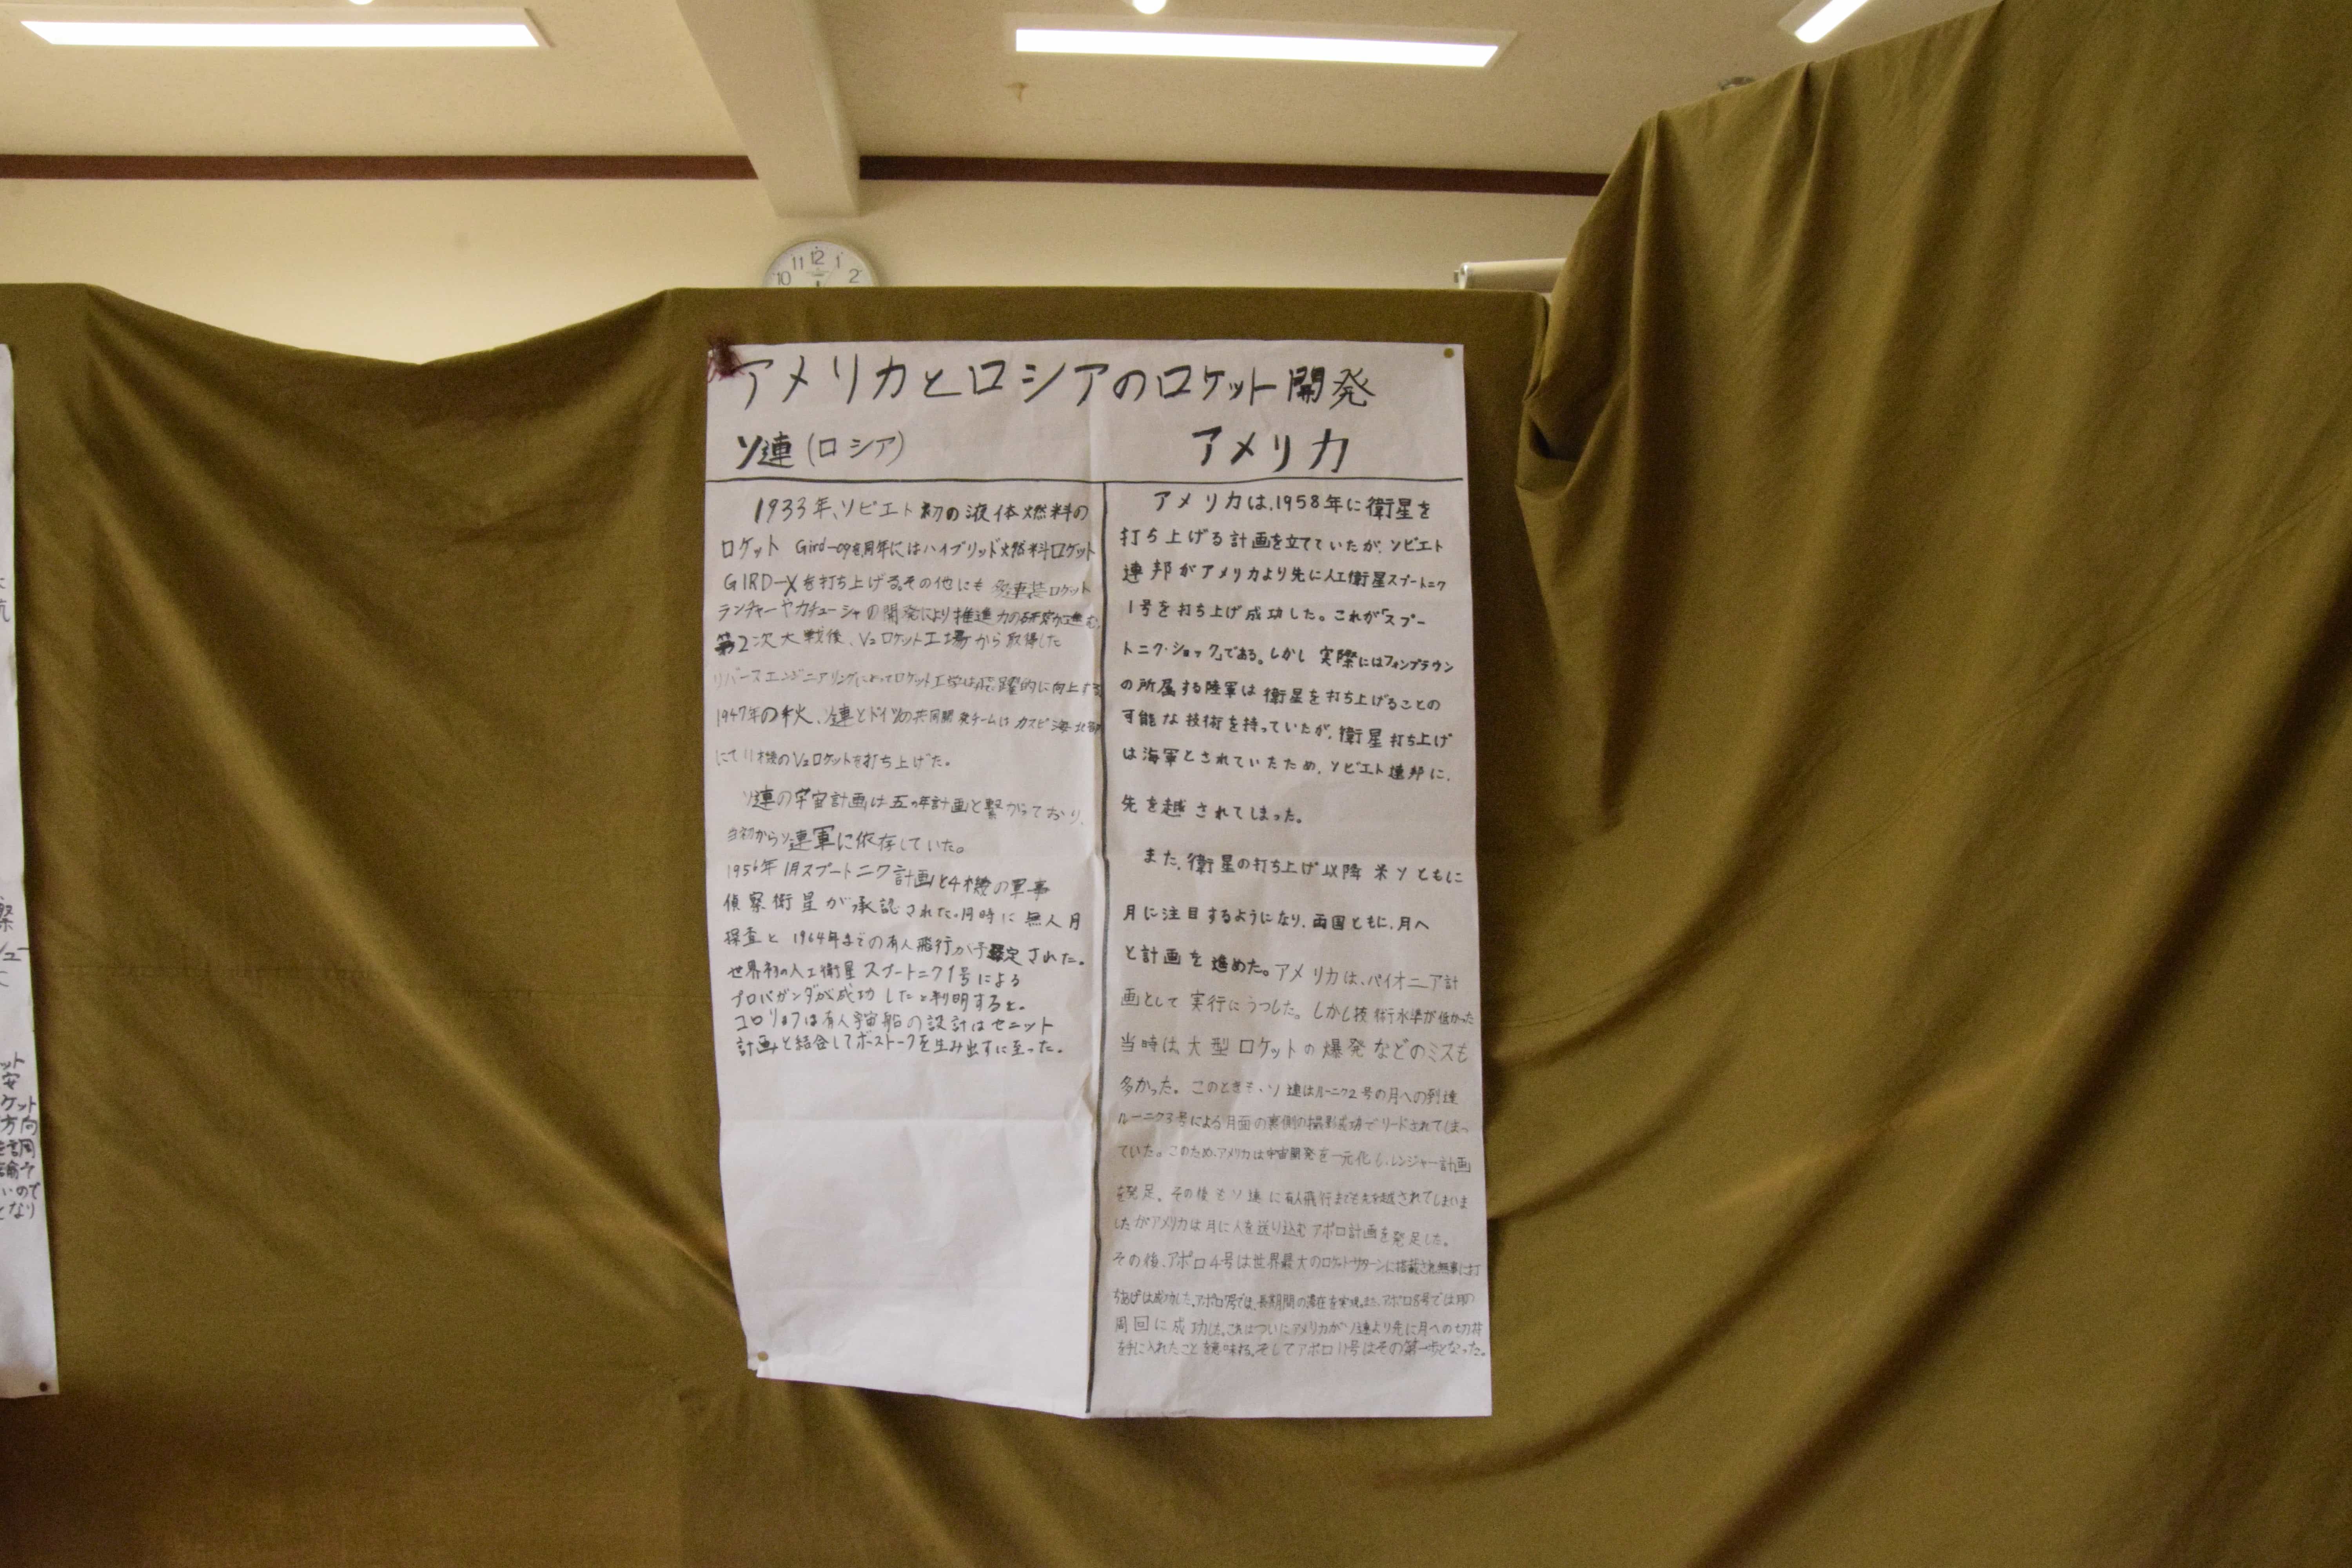 アメリカとロシアのロケット開発
ソ連(ロシア)
1933年、ソビエト初の液体燃料の
ロケット Gird-09を同年にはハイブリッド燃料ロケット
GIRD-Xを打ち上げる。その他にも 多連装ロケット
ランチャーやカチューシャの開発により推進力の研究が進む。
第2次大戦後、V2ロケット工場から取得した
リバースエンジニアリングによってロケット工学は飛躍的に向上する
1947年の秋、ソ連とドイツの共同開発チームはカスピ海北部
にて11機のV2ロケットを打ち上げた。
ソ連の宇宙計画は五ヵ年計画と繋がっており、
当初からソ連軍に依存していた。
1956年1月スプートニク計画と4機の軍事
偵察衛星が承認された。同時に無人月
探査と1964年までの有人飛行が予定された。
世界初の人工衛星スプートニク1号による
プロパガンダが成功したと判明すると、
コロリョフは有人宇宙船の設計はゼニット
計画と結合してボストークを生み出すに至った。
アメリカ
アメリカは、1958年に衛星を
打ち上げる計画を立てていたが、ソビエト
連邦がアメリカより先に人工衛星スプートニク
1号を打ち上げ成功した。これが「スプー
トニク・ショック」である。しかし 実際にはフォンブラウン
の所属する陸軍は衛星を打ち上げることの
可能な技術を持っていたが、衛星打ち上げ
は海軍とされていたため、ソビエト連邦に、
先を越されてしまった。
また、衛星の打ち上げ以降 米ソともに
月に注目するようになり、両国ともに、月へ
と計画を進めた。アメリカは、パイオニア計
画として実行にうつした。しかし技術水準が低かった
当時は大型ロケットの爆発などのミスも
多かった。このときも、ソ連はルーニク2号の月への到達
ルーニク3号による月面の裏側の撮影成功でリードされてしまっ
ていた。このため、アメリカは宇宙開発を一元化し、レンジャー計画
を発足。その後もソ連に有人飛行までも先を越されてしまいま
したがアメリカは月に人を送り込むアポロ計画を発足した。
その後、アポロ4号は世界最大のロケットサターンに搭載され無事に打
ちあげは成功した。アポロ7号では、長期間の滞在を実現。また、アポロ8号では月の
周回に成功した。これはついにアメリカがソ連より先に月への切符
を手に入れたことを意味する。そしてアポロ11号はその第一歩となった。
12
11
1
10
2
ット
安
ケット
方向
いので
となり